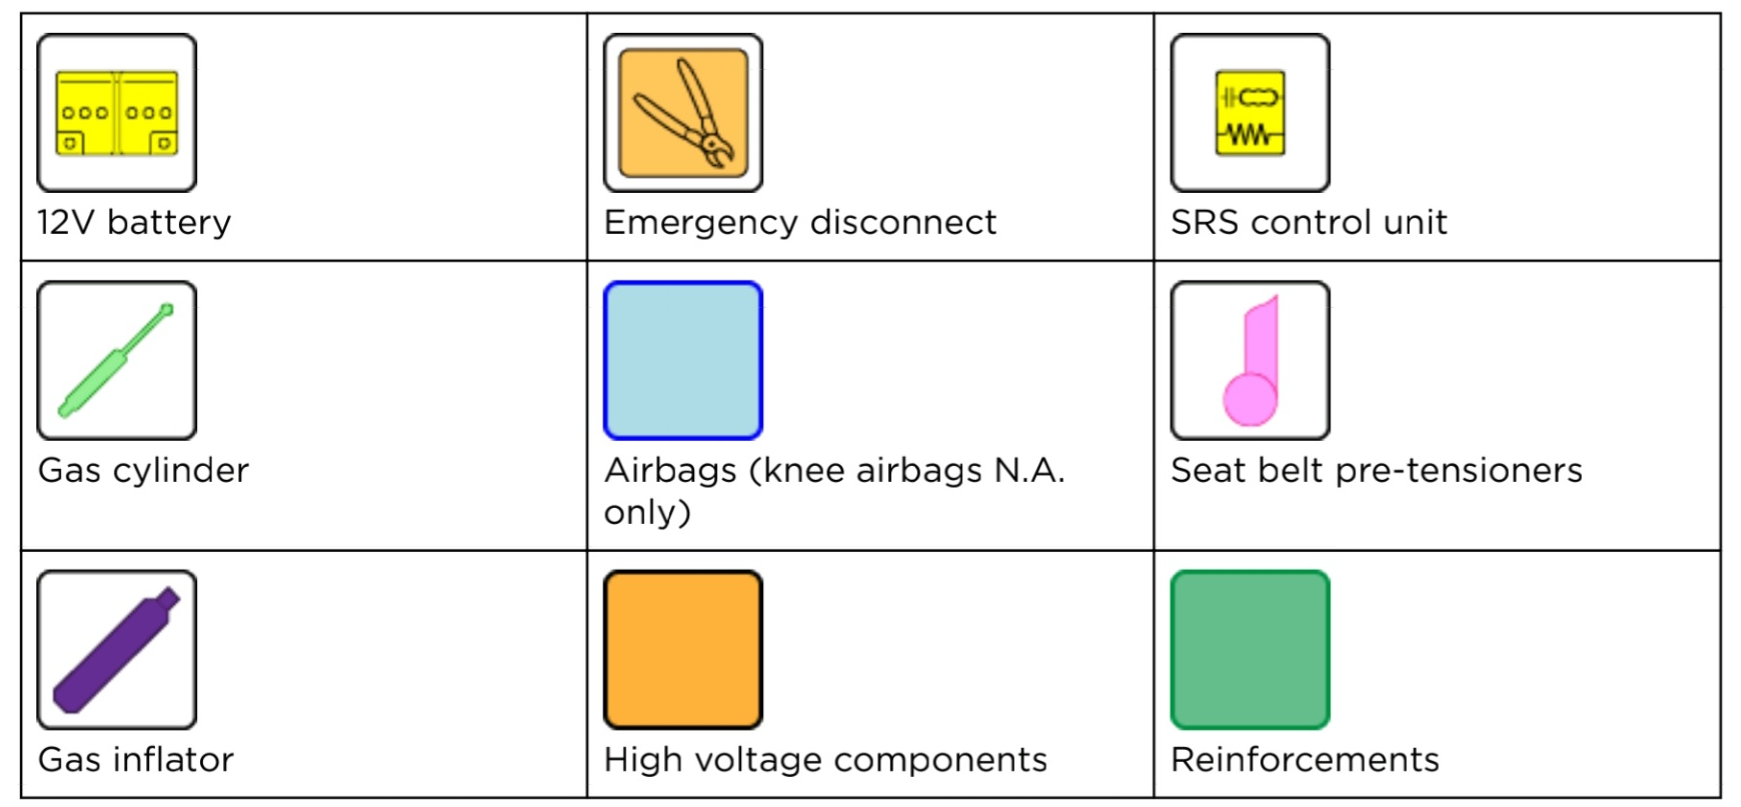 12V battery
Emergency disconnect
SRS control unit
Gas cylinder
Airbags (knee airbags N.A.
only)
Seat belt pre-tensioners
Gas inflator
High voltage components
Reinforcements